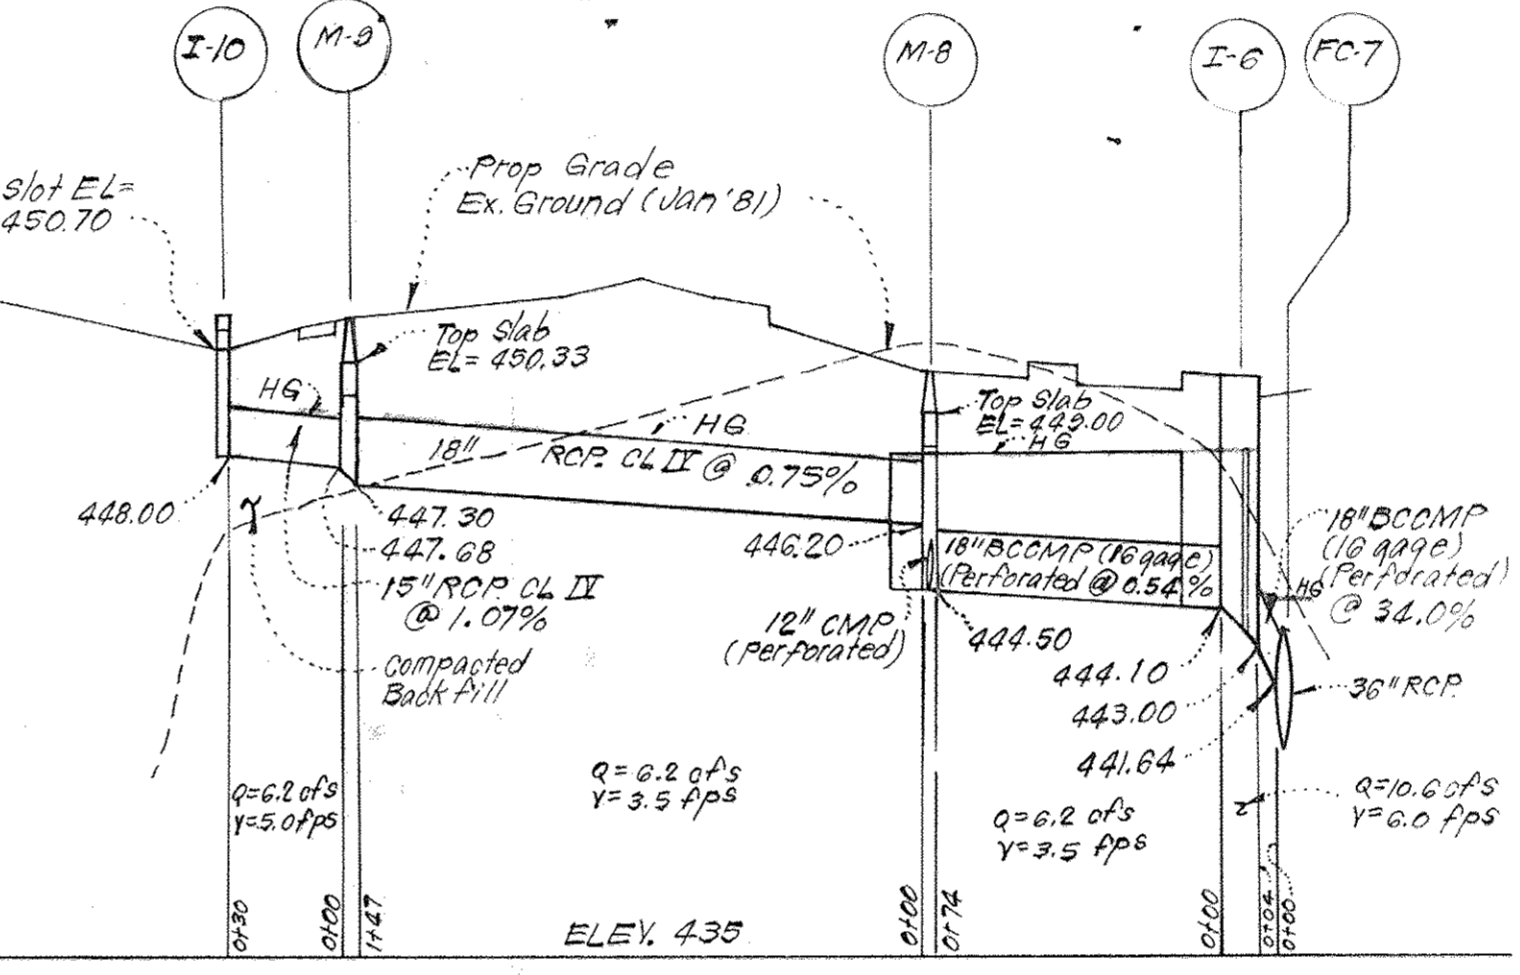 I-10
M-9
M-8
I-6
FC-7
Slot EL=
450.70
Prop Grade
Ex. Ground (Jan '81)
Top Slab
EL= 450.33
HG
HG
Top Slab
EL= 449.00
HG
18"
RCP. CL IV @ 0.75%
448.00
447.30
447.68
15" RCP. CL IV
@ 1.07%
Compacted
Back fill
446.20
18" BCCMP (16 gage)
(Perforated @ 0.54%
12" CMP
(Perforated)
444.50
444.10
443.00
441.64
18" BCCMP
(16 gage)
(Perforated)
@ 34.0%
HG
36" RCP.
Q=6.2 cfs
V=5.0 fps
Q=6.2 cfs
V=3.5 fps
Q=6.2 cfs
V=3.5 fps
Q=10.6 cfs
V=6.0 fps
0+30
0+00
1+47
0+00
0+74
0+00
0+04
0+00
ELEV. 435